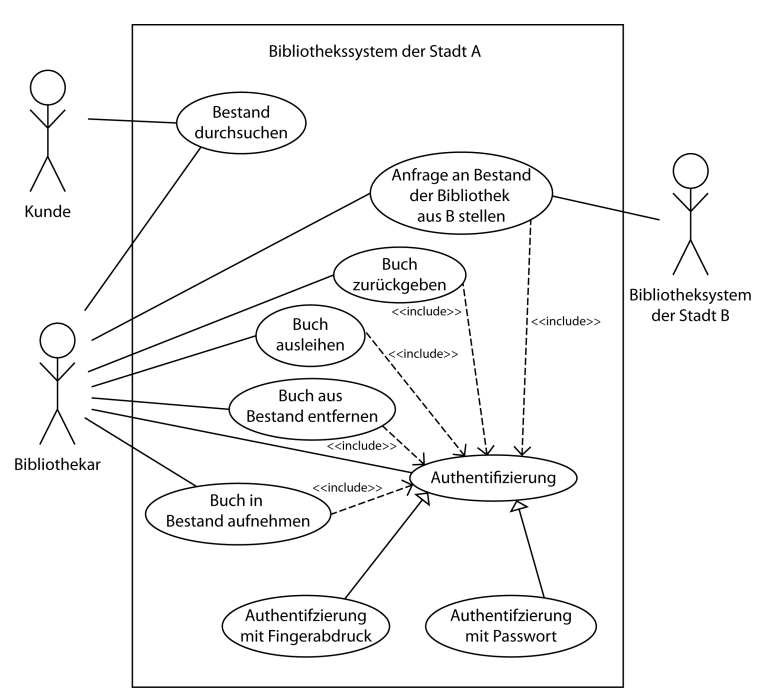 Bibliothekssystem der Stadt A
Bestand
durchsuchen
Kunde
Anfrage an Bestand
der Bibliothek
aus B stellen
Bibliotheksystem
der Stadt B
Buch
zurückgeben
<<include>>
<<include>>
Buch
ausleihen
<<include>>
Buch aus
Bestand entfernen
<<include>>
Bibliothekar
Authentifizierung
<<include>>
Buch in
Bestand aufnehmen
Authentifzierung
mit Fingerabdruck
Authentifzierung
mit Passwort